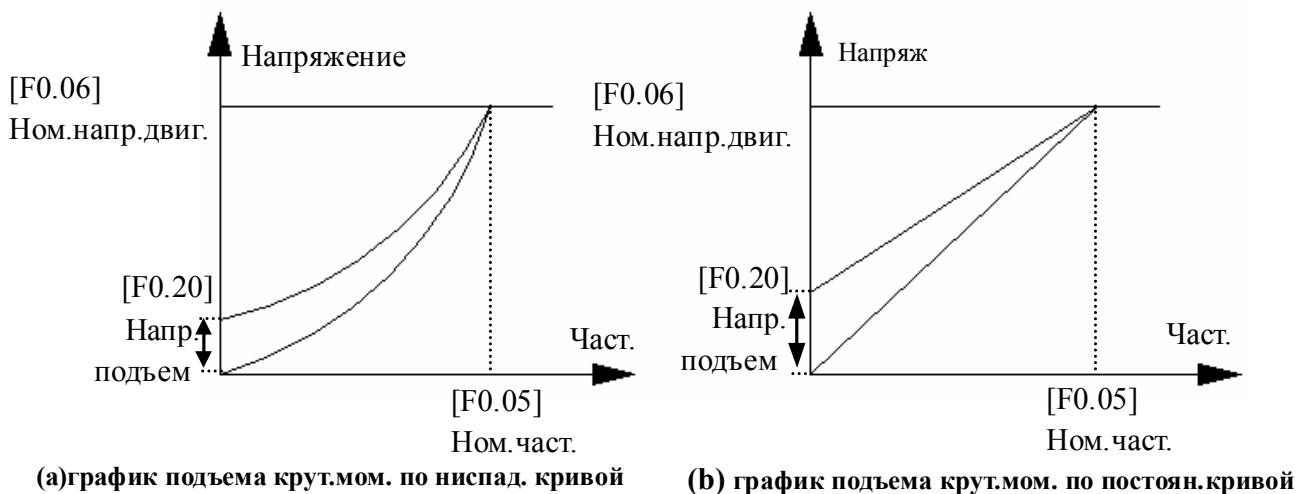 Напряжение
[F0.06]
Ном.напр.двиг.
[F0.20]
Напр.
подъем
Част.
[F0.05]
Ном.част.
(a)график подъема крут.мом. по ниспад. кривой
Напряж
[F0.06]
Ном.напр.двиг.
[F0.20]
Напр.
подъем
Част.
[F0.05]
Ном.част.
(b) график подъема крут.мом. по постоян.кривой